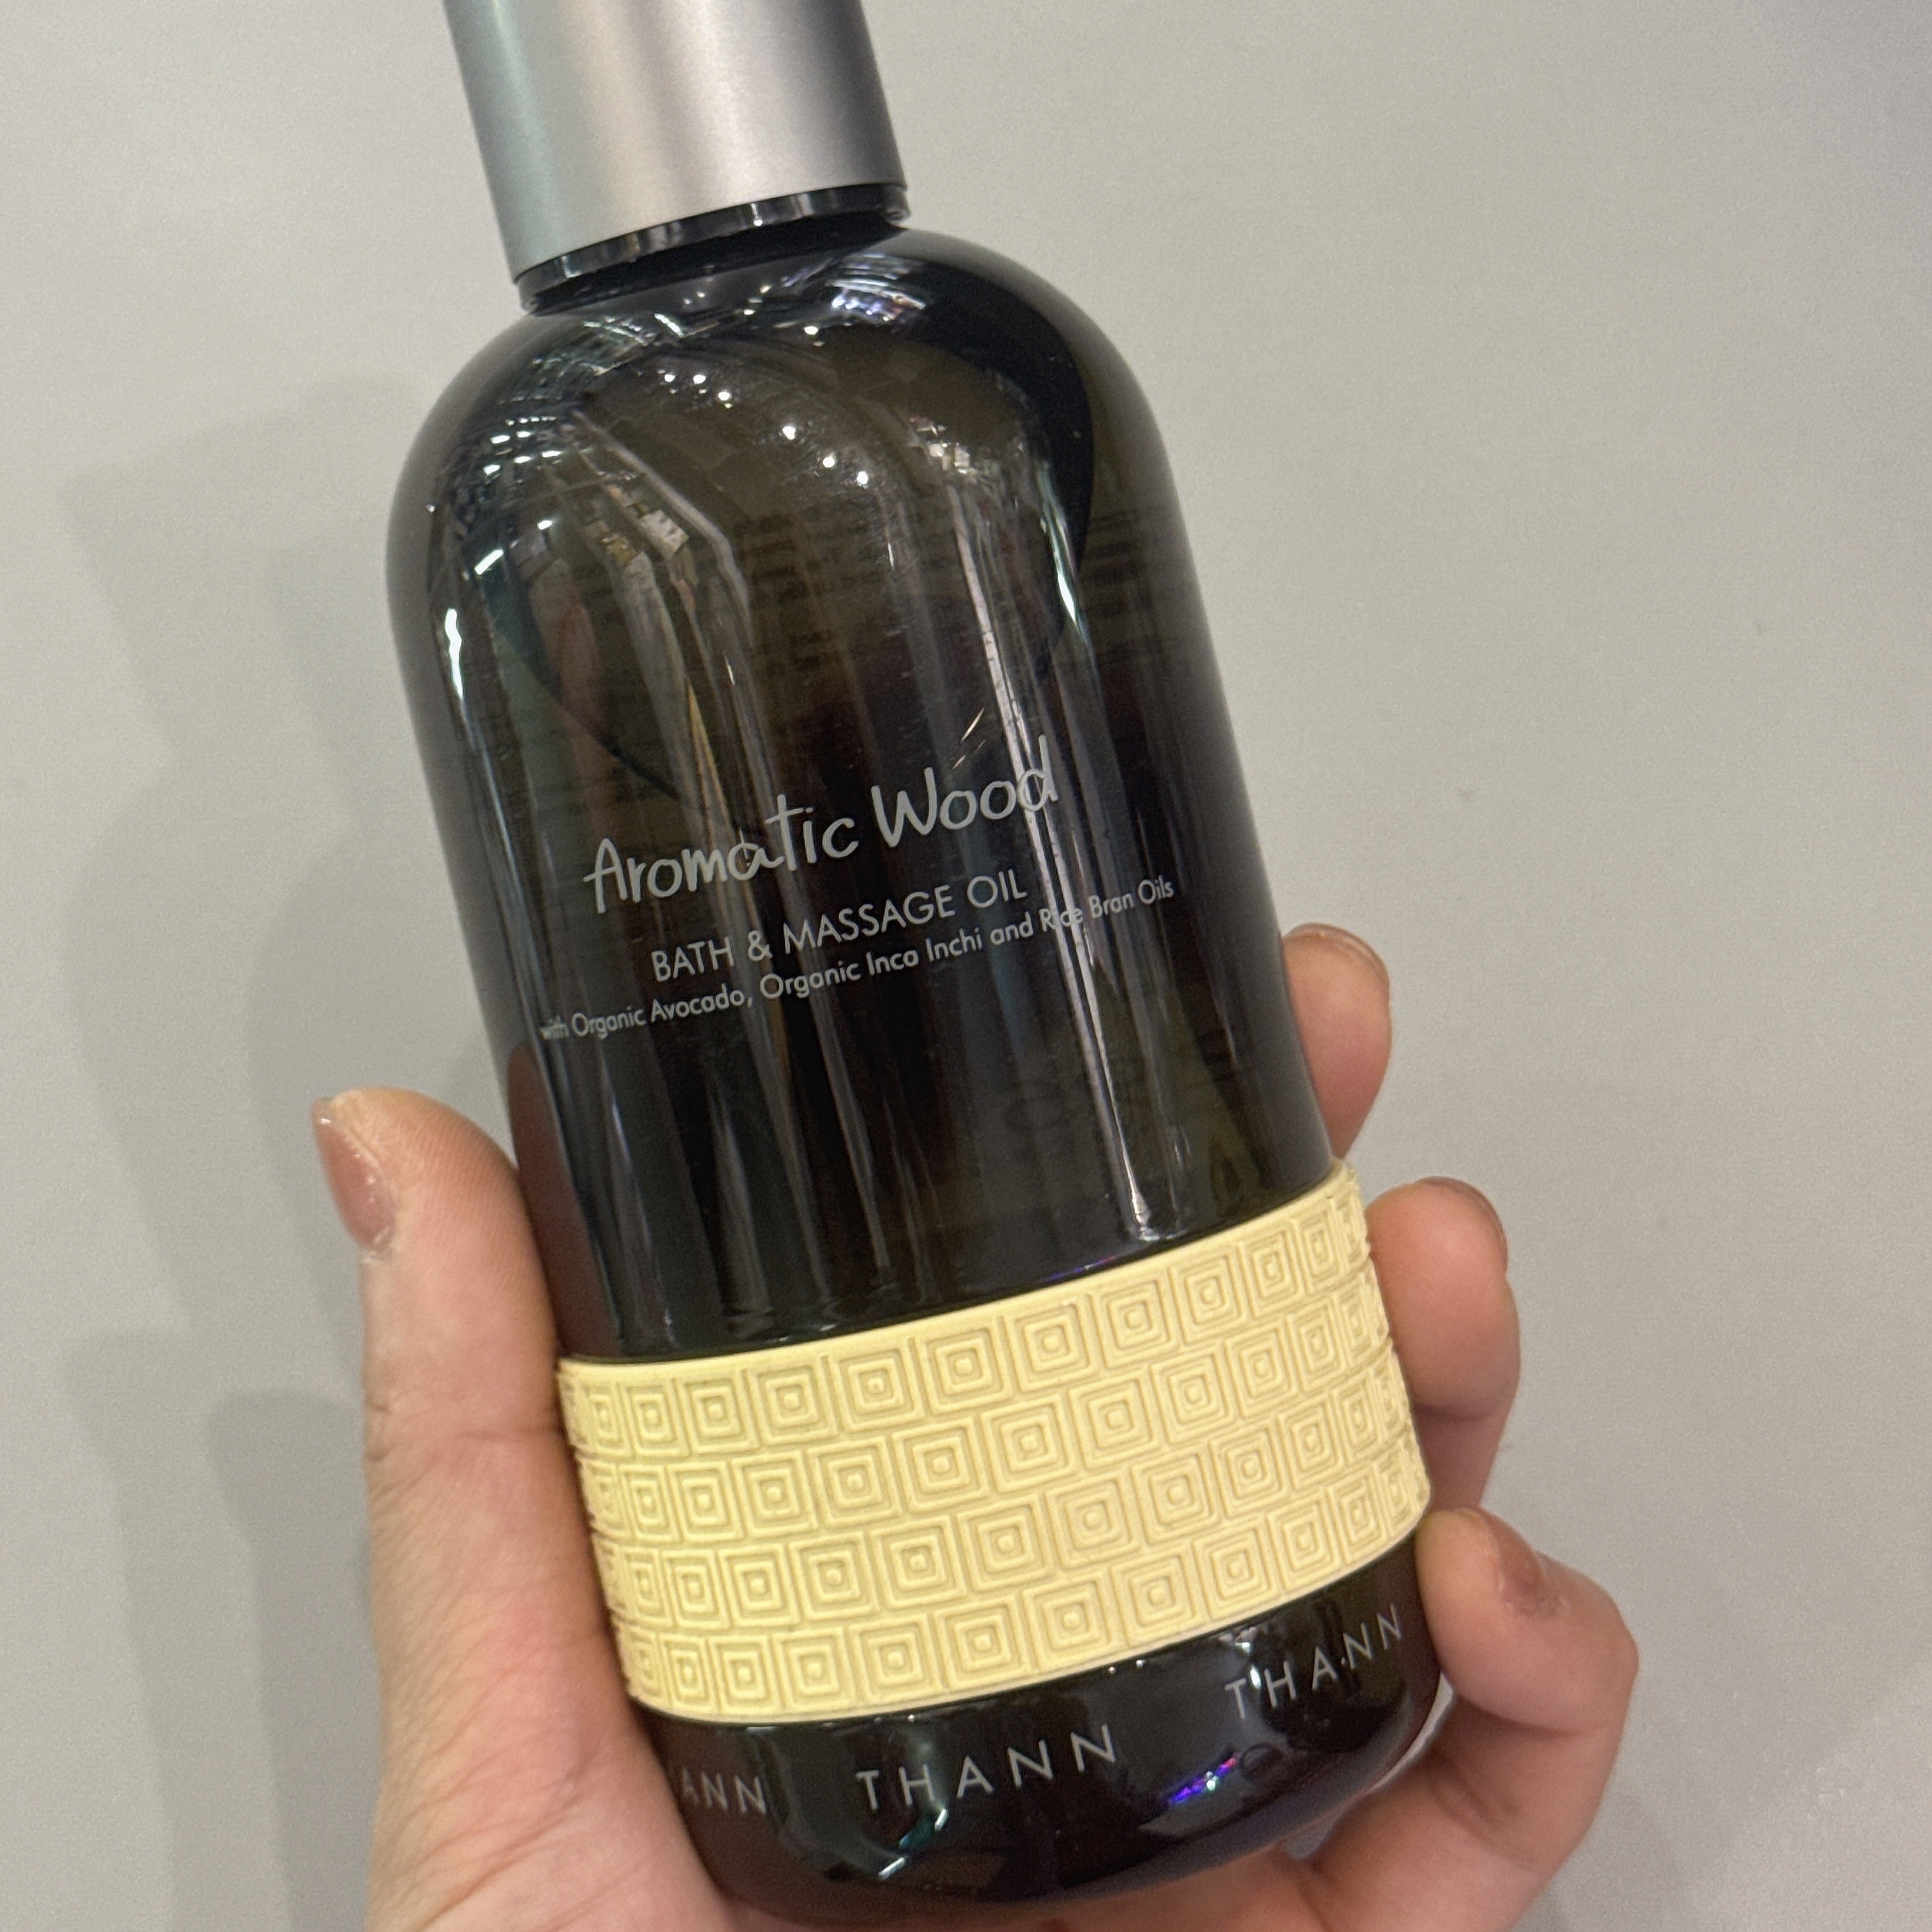 Aromatic Wood
BATH & MASSAGE OIL
with Organic Avocado, Organic Inca Inchi and Rice Bran Oils
ANN THANN THANN